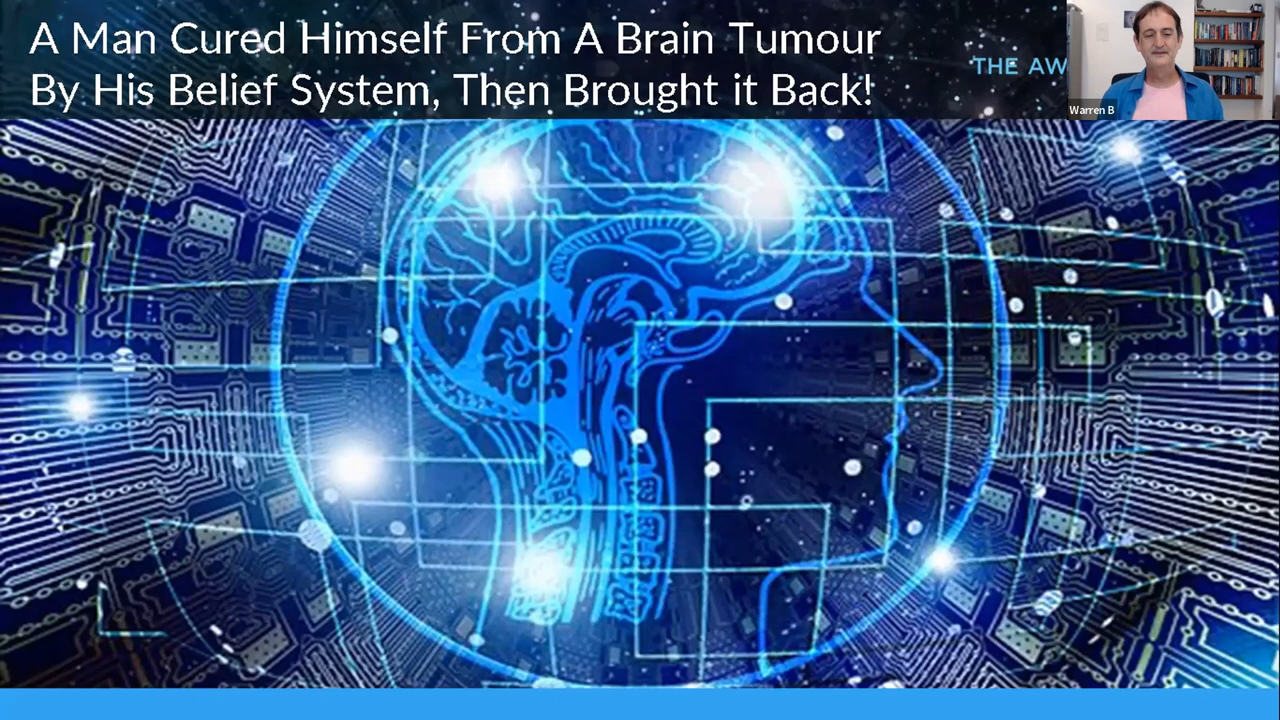 A Man Cured Himself From A Brain Tumour
By His Belief System, Then Brought it Back!
THE AW
Warren B